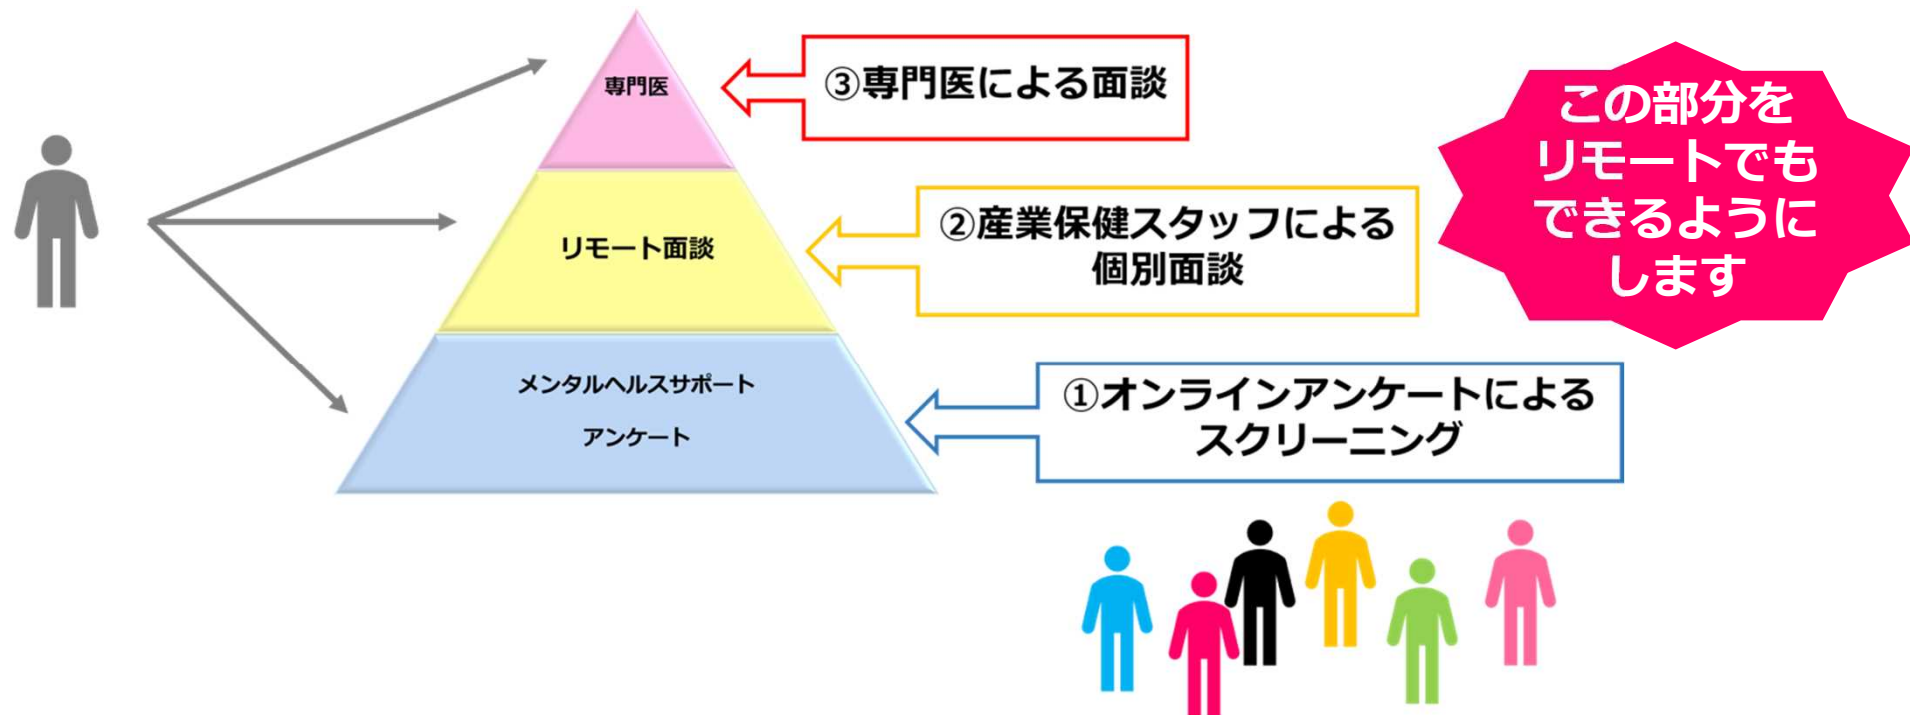 専門医
③専門医による面談
この部分を
リモートでも
できるように
します
リモート面談
②産業保健スタッフによる
個別面談
メンタルヘルスサポート
アンケート
①オンラインアンケートによる
スクリーニング